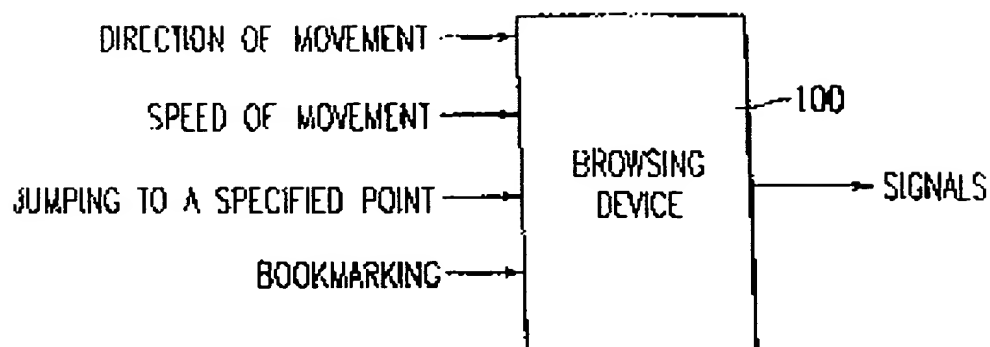 DIRECTION OF MOVEMENT
SPEED OF MOVEMENT
JUMPING TO A SPECIFIED POINT
BOOKMARKING
BROWSING
DEVICE
100
SIGNALS